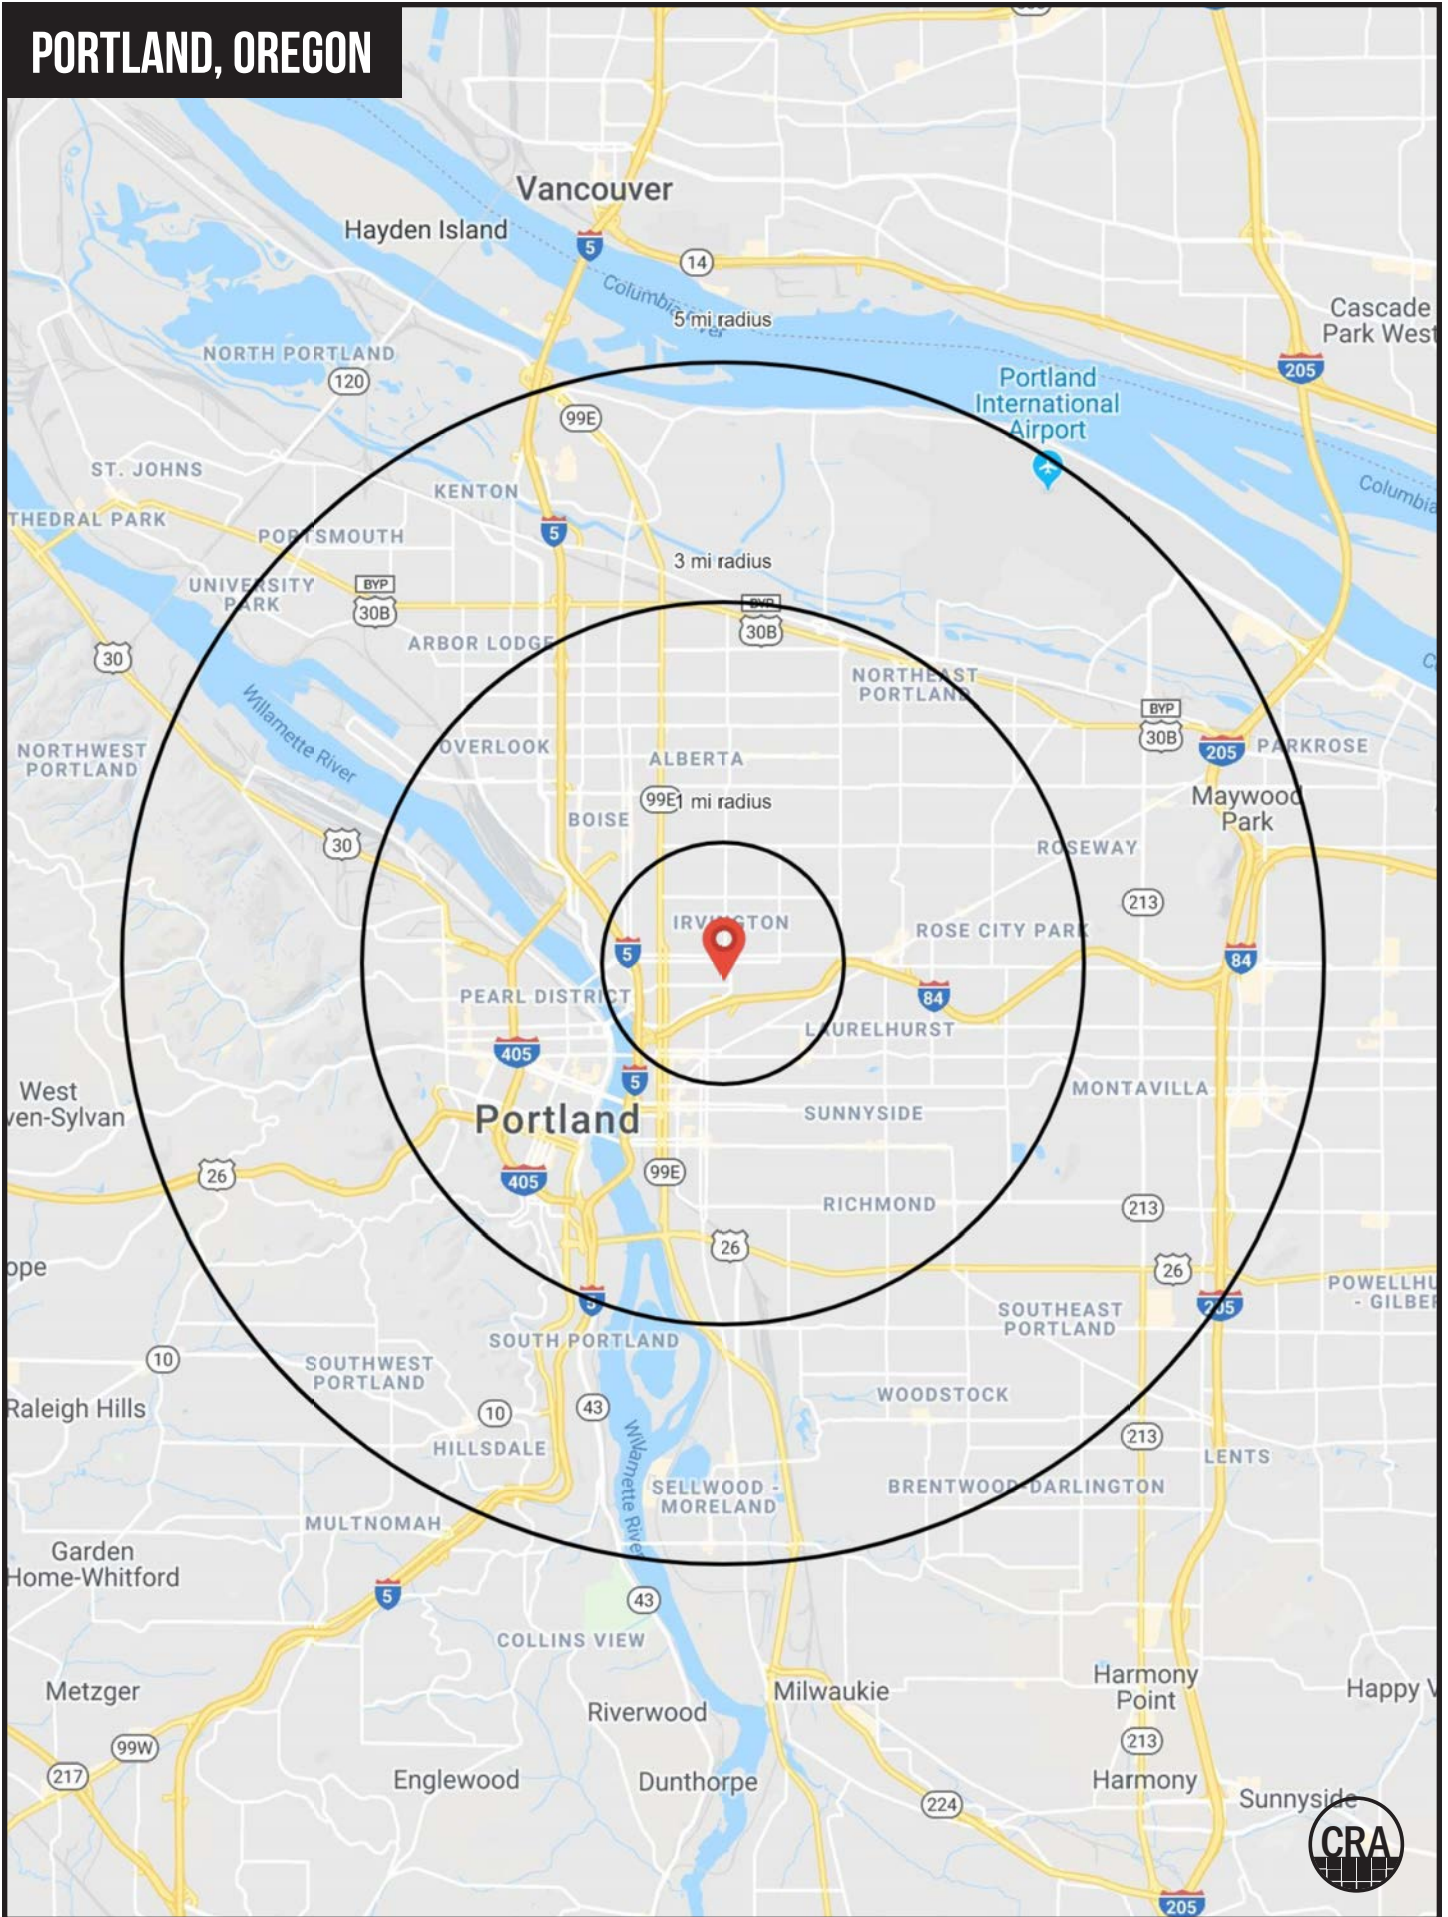 PORTLAND, OREGON
Vancouver
Hayden Island
5
14
Columbia River
5 mi radius
Cascade
Park West
205
NORTH PORTLAND
120
Portland
International
Airport
99E
ST. JOHNS
KENTON
Columbia
THEDRAL PARK
PORTSMOUTH
5
3 mi radius
UNIVERSITY
PARK
BYP
30B
BYP
30B
ARBOR LODGE
30
NORTHEAST
PORTLAND
Willamette River
BYP
30B
205
PARKROSE
NORTHWEST
PORTLAND
OVERLOOK
ALBERTA
99E
1 mi radius
Maywood
Park
BOISE
30
ROSEWAY
213
IRVINGTON
ROSE CITY PARK
5
84
PEARL DISTRICT
84
LAURELHURST
405
5
West
ven-Sylvan
MONTAVILLA
Portland
SUNNYSIDE
26
405
99E
RICHMOND
213
26
ope
26
POWELLHU
- GILBER
5
205
SOUTHEAST
PORTLAND
SOUTH PORTLAND
10
SOUTHWEST
PORTLAND
Raleigh Hills
10
43
WOODSTOCK
213
HILLSDALE
Willamette River
LENTS
SELLWOOD -
MORELAND
BRENTWOOD-DARLINGTON
MULTNOMAH
Garden
Home-Whitford
5
43
COLLINS VIEW
Metzger
Riverwood
Milwaukie
Harmony
Point
Happy V
99W
213
217
Englewood
Dunthorpe
Harmony
224
Sunnyside
CRA
205